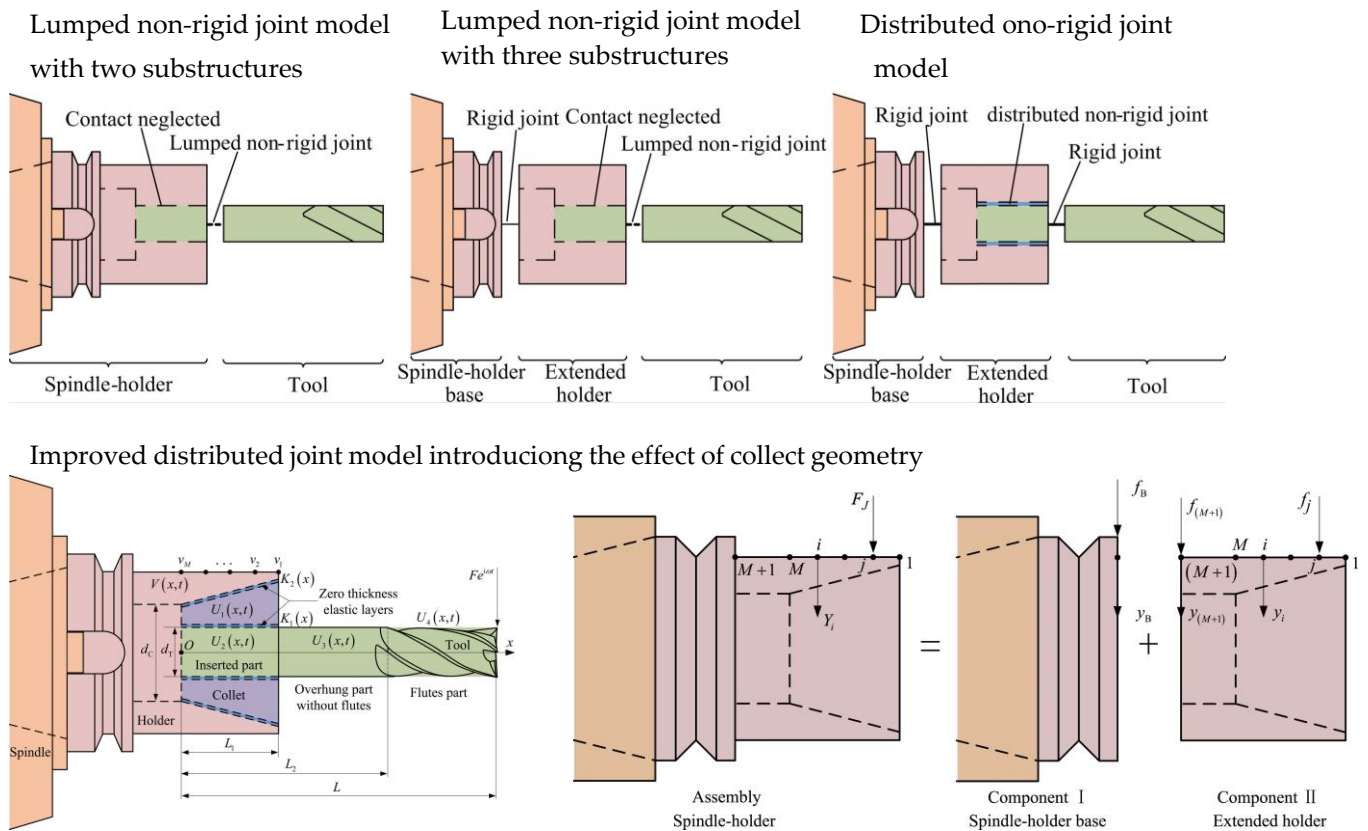 Lumped non-rigid joint model
with two substructures
Lumped non-rigid joint model
with three substructures
Distributed ono-rigid joint
model
Contact neglected
Lumped non-rigid joint
Spindle-holder
Tool
Rigid joint
Contact neglected
Lumped non-rigid joint
Spindle-holder
base
Extended
holder
Tool
Rigid joint
distributed non-rigid joint
Rigid joint
Spindle-holder
base
Extended
holder
Tool
Improved distributed joint model introduciong the effect of collect geometry
v_M ... v_2 v_1
V(x,t)
K_2(x)
Zero thickness
elastic layers
Fe^{iωt}
U_1(x,t)
K_1(x)
U_4(x,t)
d_C
d_T
O
U_2(x,t)
U_3(x,t)
Tool
x
Inserted part
Collet
Overhung part
without flutes
Flutes part
Holder
Spindle
L_1
L_2
L
F_J
i
M+1
M
j
1
Y_i
Assembly
Spindle-holder
=
f_B
y_B
Component I
Spindle-holder base
+
f_(M+1)
f_j
M
i
(M+1)
j
1
y_(M+1)
y_i
Component II
Extended holder